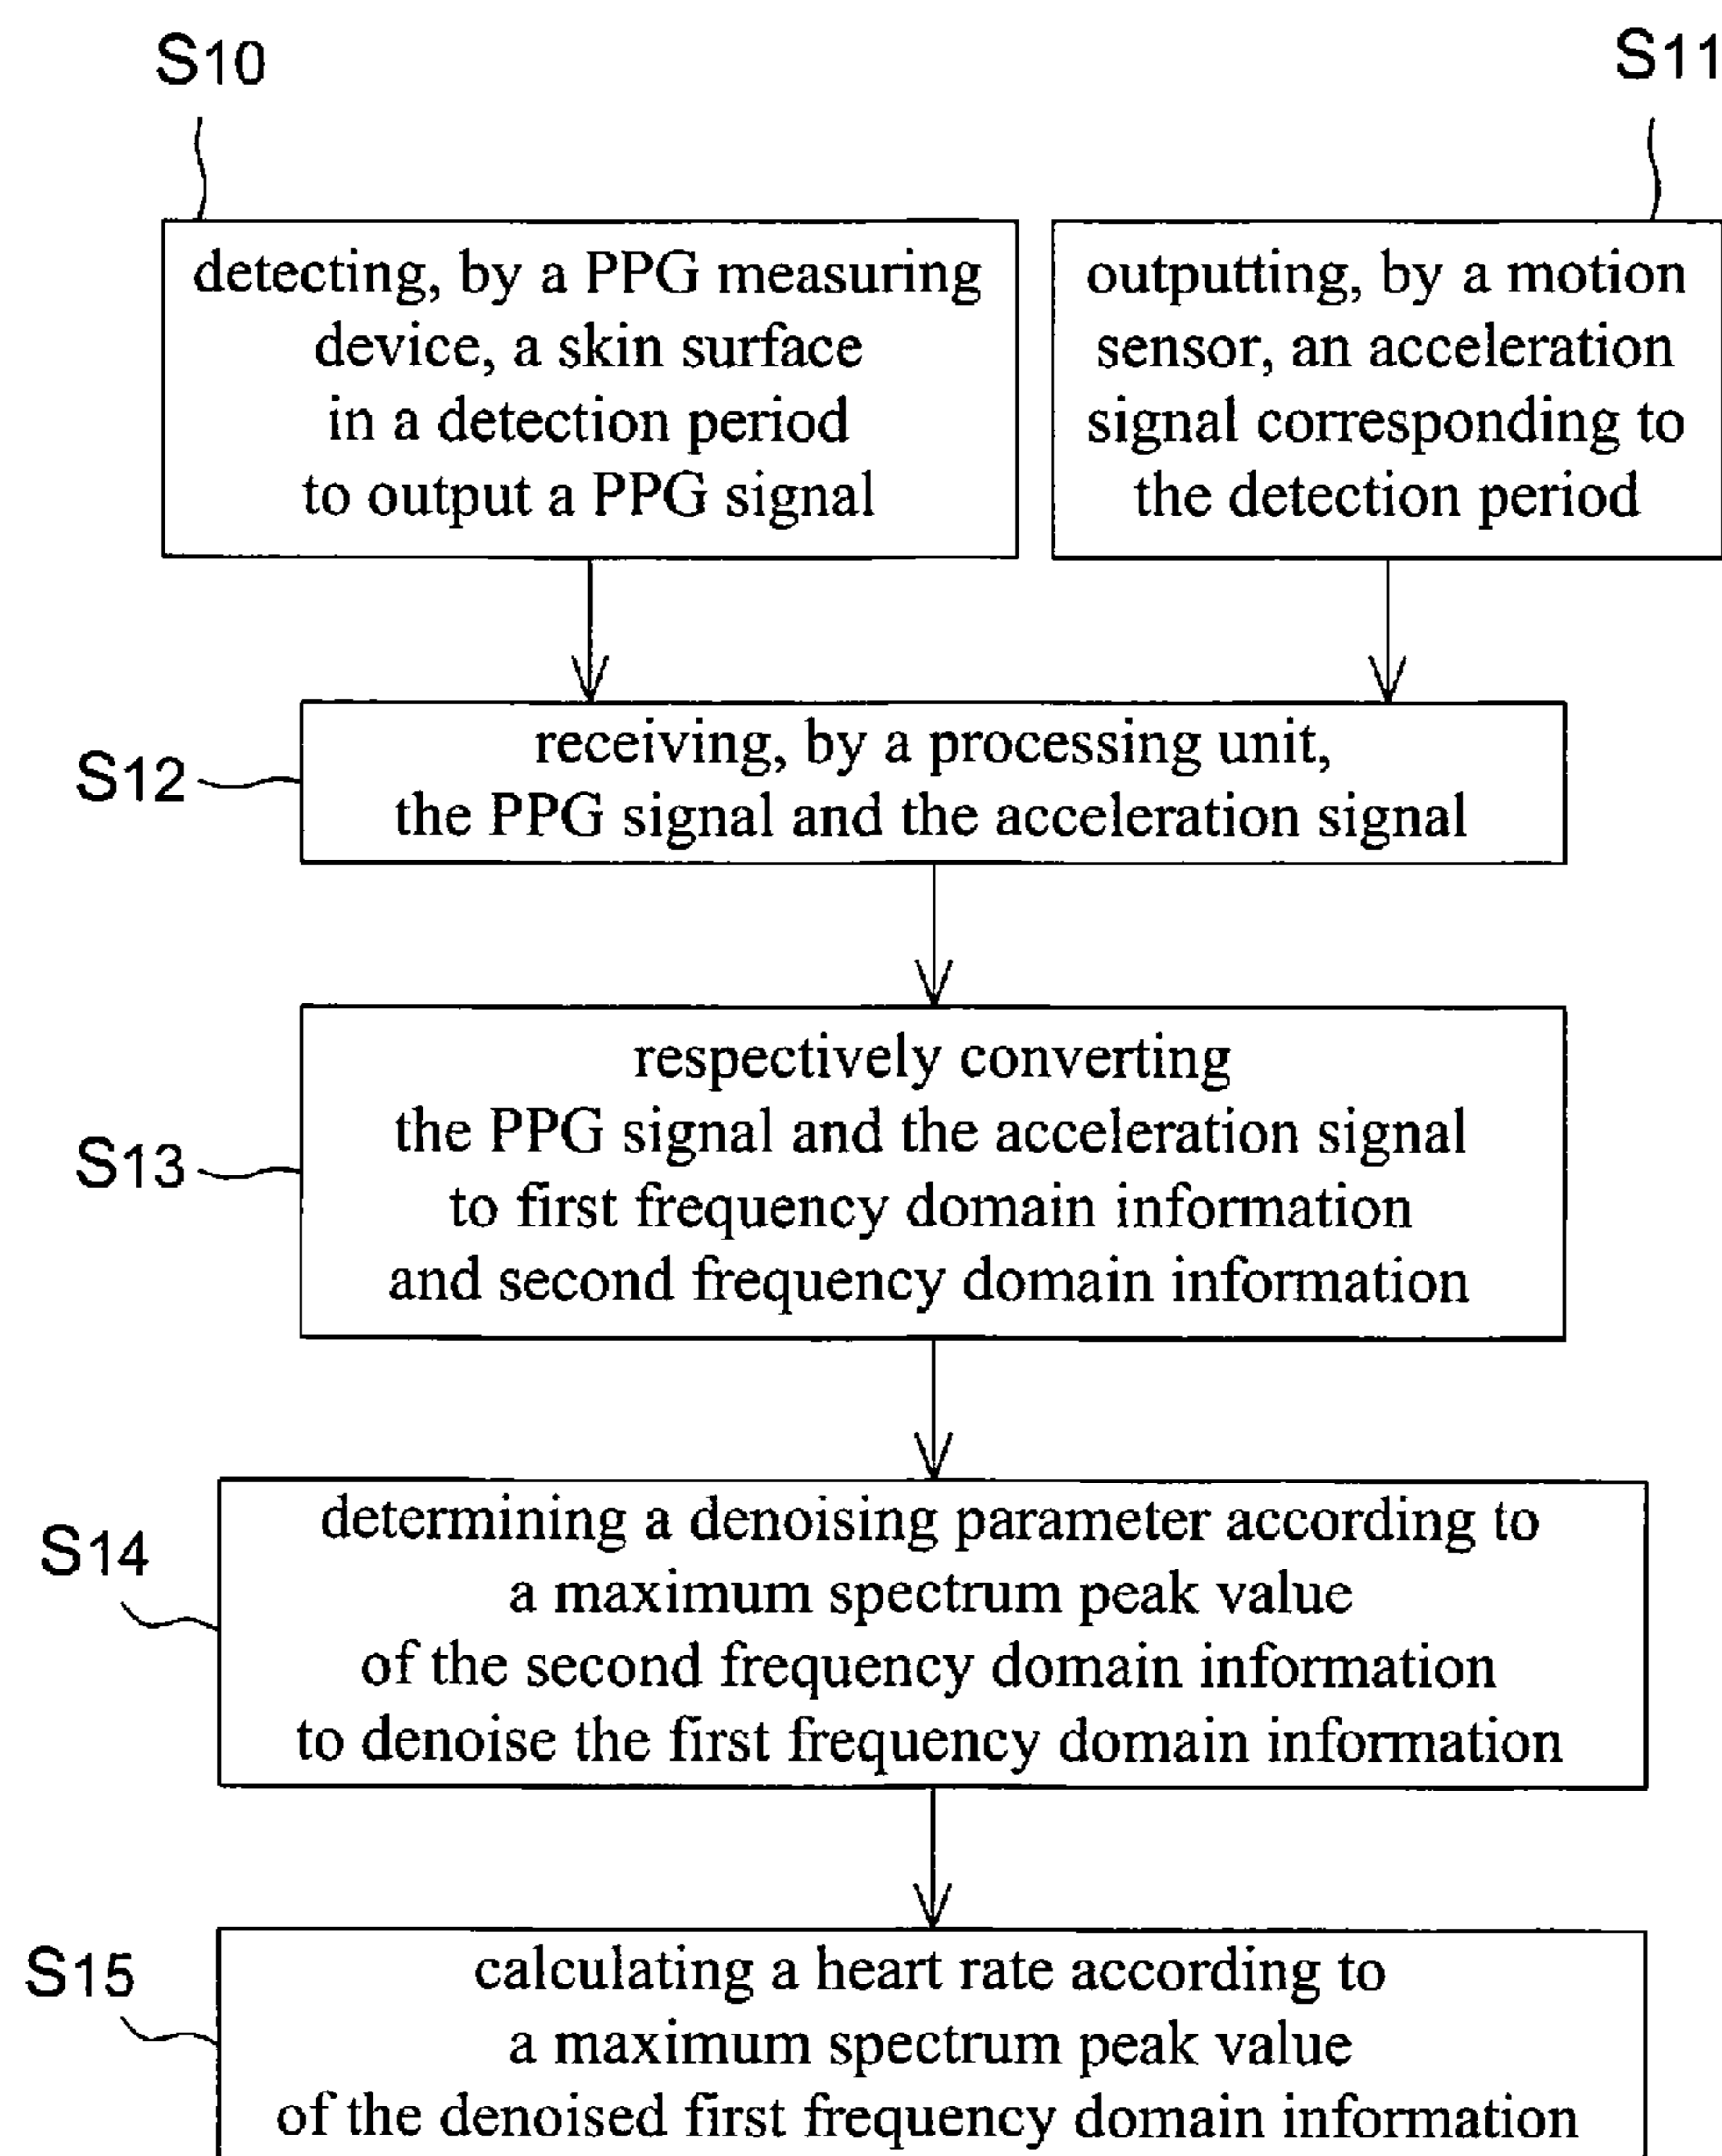 S10
S11
detecting, by a PPG measuring
device, a skin surface
in a detection period
to output a PPG signal
outputting, by a motion
sensor, an acceleration
signal corresponding to
the detection period
S12
receiving, by a processing unit,
the PPG signal and the acceleration signal
S13
respectively converting
the PPG signal and the acceleration signal
to first frequency domain information
and second frequency domain information
S14
determining a denoising parameter according to
a maximum spectrum peak value
of the second frequency domain information
to denoise the first frequency domain information
S15
calculating a heart rate according to
a maximum spectrum peak value
of the denoised first frequency domain information